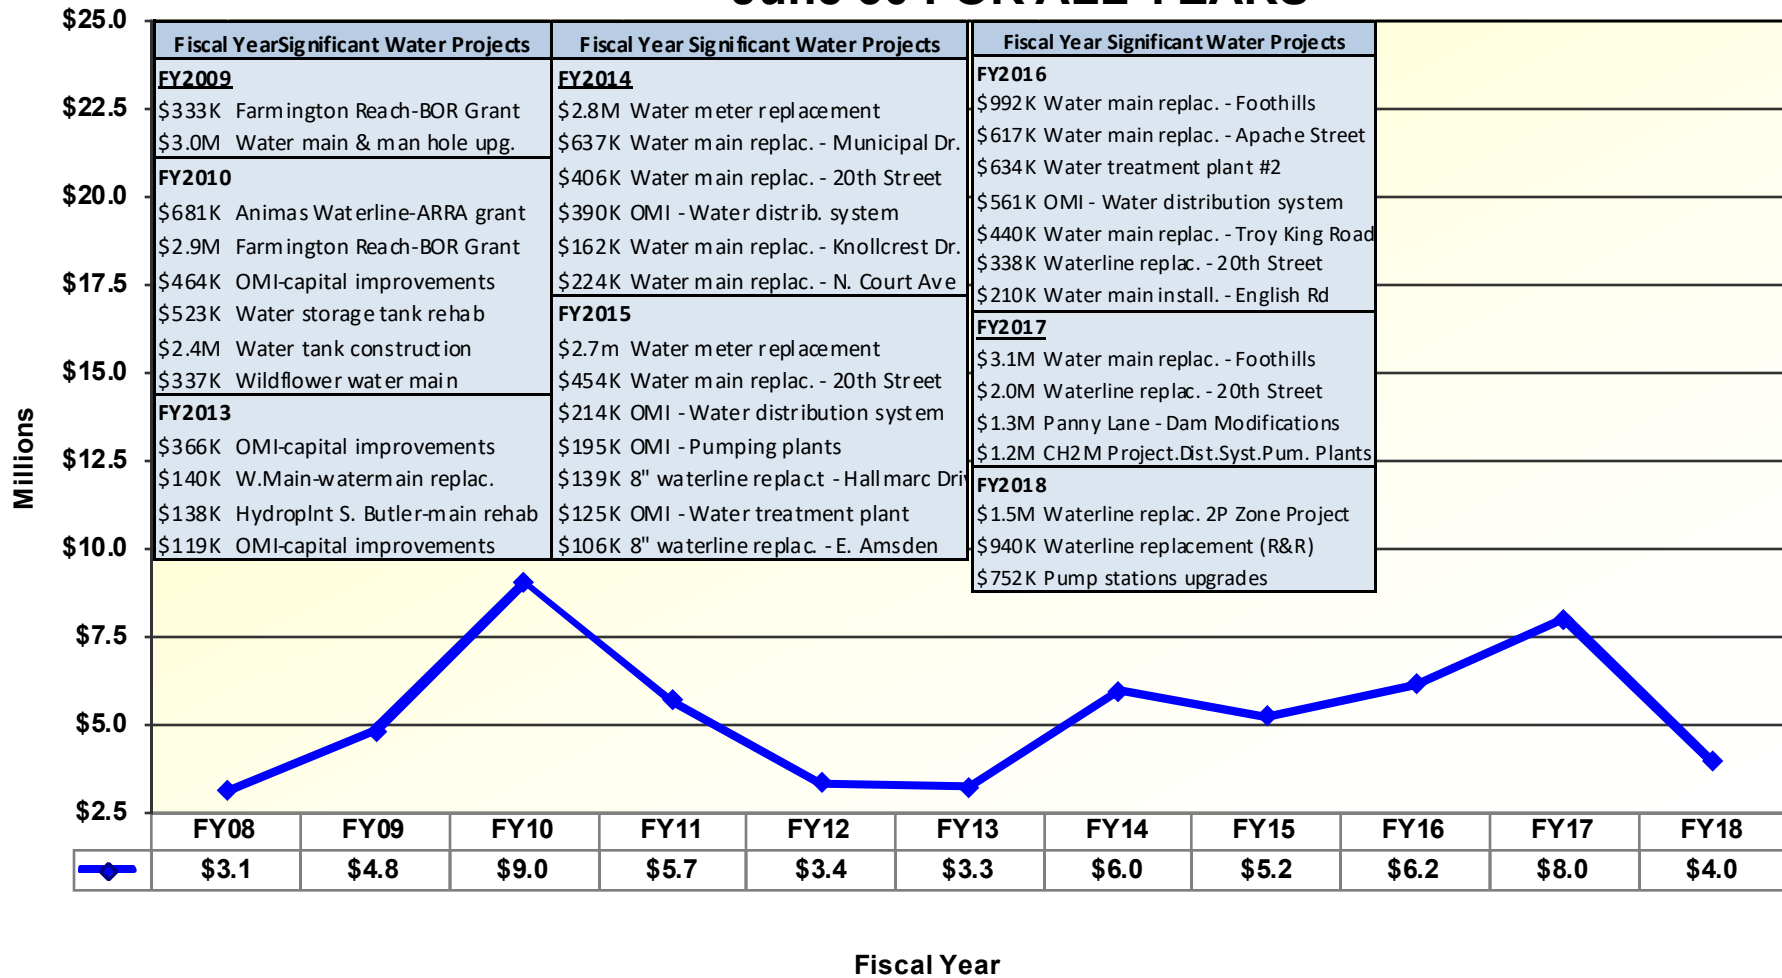 June 30 FOR ALL YEARS
$25.0
$22.5
$20.0
$17.5
$15.0
$12.5
$10.0
$7.5
$5.0
$2.5
Millions
Fiscal YearSignificant Water Projects
FY2009
$333K Farmington Reach-BOR Grant
$3.0M Water main & man hole upg.
FY2010
$681K Animas Waterline-ARRA grant
$2.9M Farmington Reach-BOR Grant
$464K OMI-capital improvements
$523K Water storage tank rehab
$2.4M Water tank construction
$337K Wildflower water main
FY2013
$366K OMI-capital improvements
$140K W.Main-watermain replac.
$138K Hydroplnt S. Butler-main rehab
$119K OMI-capital improvements
Fiscal Year Significant Water Projects
FY2014
$2.8M Water meter replacement
$637K Water main replac. - Municipal Dr.
$406K Water main replac. - 20th Street
$390K OMI - Water distrib. system
$162K Water main replac. - Knollcrest Dr.
$224K Water main replac. - N. Court Ave
FY2015
$2.7m Water meter replacement
$454K Water main replac. - 20th Street
$214K OMI - Water distribution system
$195K OMI - Pumping plants
$139K 8" waterline replac.t - Hallmarc Driv
$125K OMI - Water treatment plant
$106K 8" waterline replac. - E. Amsden
Fiscal Year Significant Water Projects
FY2016
$992K Water main replac. - Foothills
$617K Water main replac. - Apache Street
$634K Water treatment plant #2
$561K OMI - Water distribution system
$440K Water main replac. - Troy King Road
$338K Waterline replac. - 20th Street
$210K Water main install. - English Rd
FY2017
$3.1M Water main replac. - Foothills
$2.0M Waterline replac. - 20th Street
$1.3M Panny Lane - Dam Modifications
$1.2M CH2M Project.Dist.Syst.Pum. Plants
FY2018
$1.5M Waterline replac. 2P Zone Project
$940K Waterline replacement (R&R)
$752K Pump stations upgrades
FY08 FY09 FY10 FY11 FY12 FY13 FY14 FY15 FY16 FY17 FY18
$3.1 $4.8 $9.0 $5.7 $3.4 $3.3 $6.0 $5.2 $6.2 $8.0 $4.0
Fiscal Year